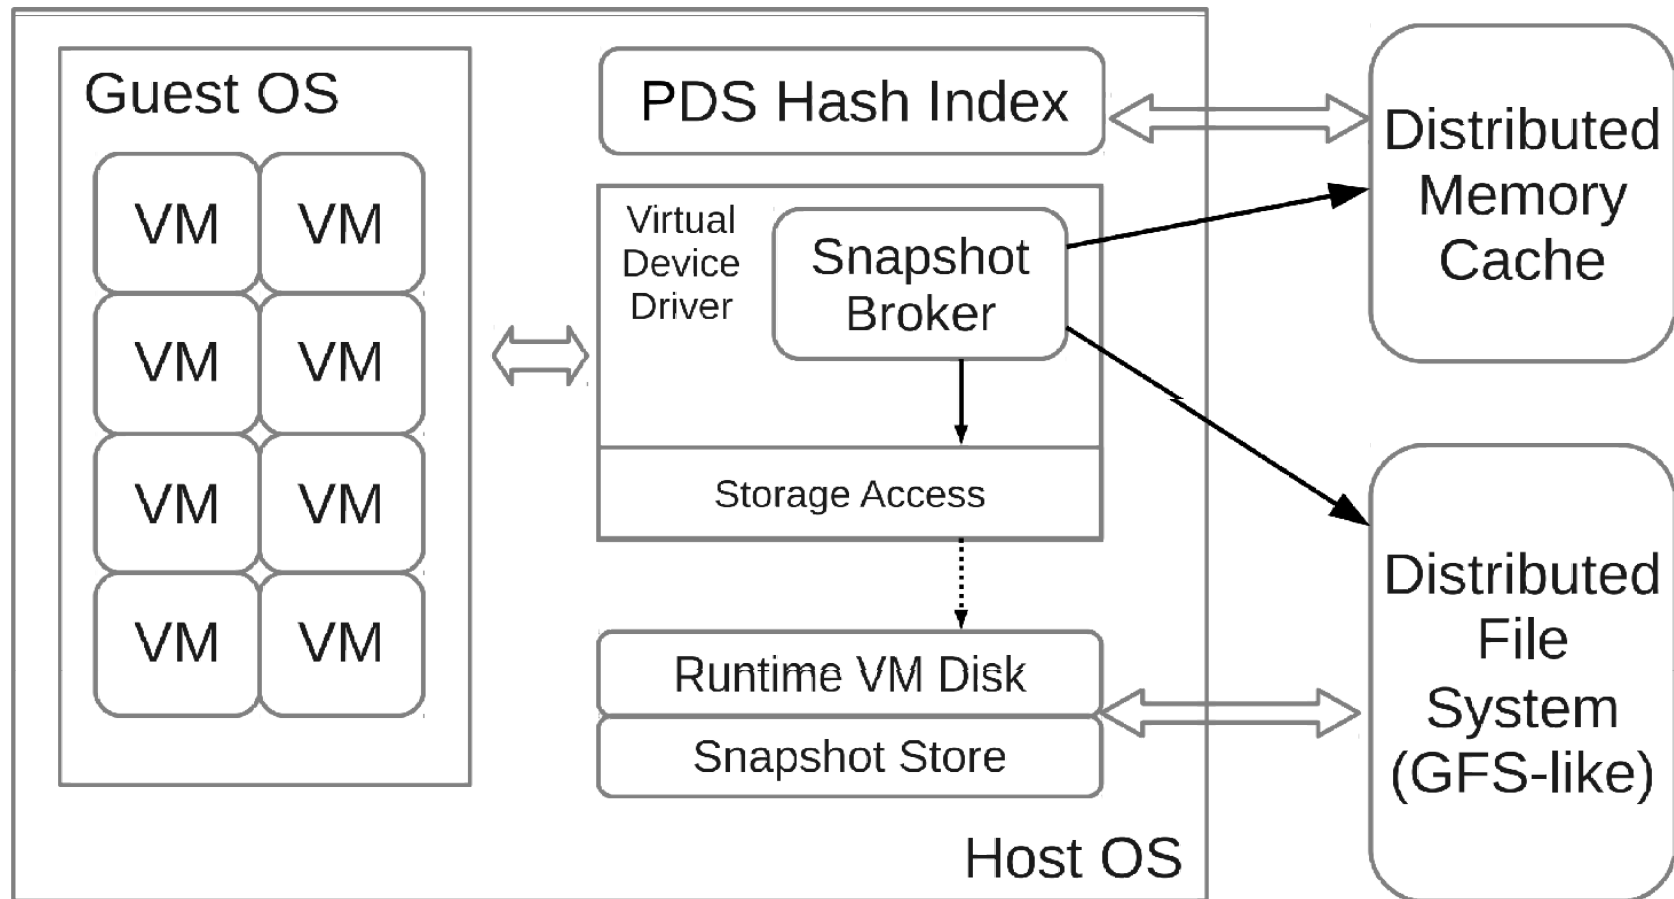 Guest OS
VM VM
VM VM
VM VM
VM VM
PDS Hash Index
Virtual
Device
Driver
Snapshot
Broker
Storage Access
Runtime VM Disk
Snapshot Store
Host OS
Distributed
Memory
Cache
Distributed
File
System
(GFS-like)